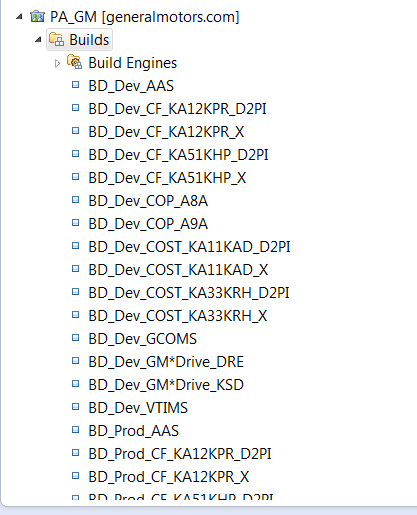 PA_GM [generalmotors.com]
Builds
Build Engines
BD_Dev_AAS
BD_Dev_CF_KA12KPR_D2PI
BD_Dev_CF_KA12KPR_X
BD_Dev_CF_KA51KHP_D2PI
BD_Dev_CF_KA51KHP_X
BD_Dev_COP_A8A
BD_Dev_COP_A9A
BD_Dev_COST_KA11KAD_D2PI
BD_Dev_COST_KA11KAD_X
BD_Dev_COST_KA33KRH_D2PI
BD_Dev_COST_KA33KRH_X
BD_Dev_GCOMS
BD_Dev_GM*Drive_DRE
BD_Dev_GM*Drive_KSD
BD_Dev_VTIMS
BD_Prod_AAS
BD_Prod_CF_KA12KPR_D2PI
BD_Prod_CF_KA12KPR_X
BD_Prod_CF_KA51KHP_D2PI